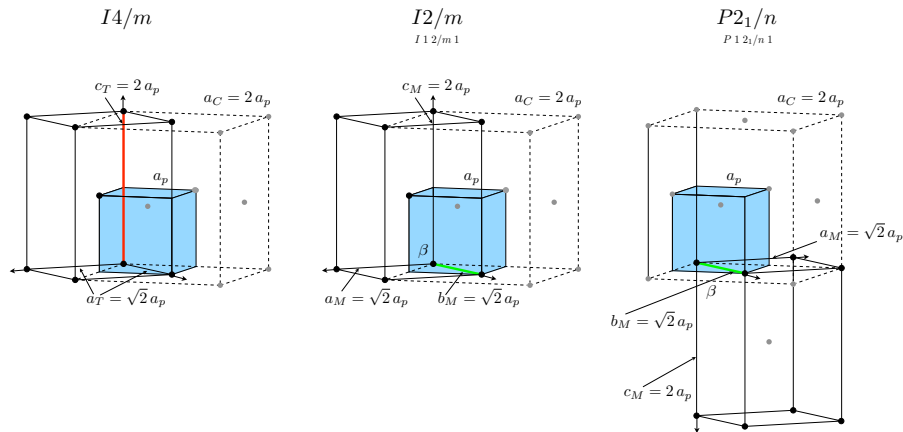 I4/m
c_T = 2 a_p
a_C = 2 a_p
a_p
a_T = √2 a_p
I2/m
I 1 2/m 1
c_M = 2 a_p
a_C = 2 a_p
a_p
β
a_M = √2 a_p
b_M = √2 a_p
P2₁/n
P 1 2₁/n 1
a_C = 2 a_p
a_p
a_M = √2 a_p
β
b_M = √2 a_p
c_M = 2 a_p